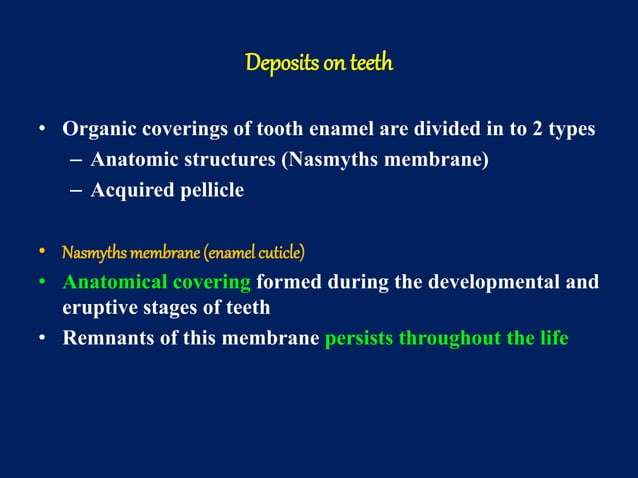 Deposits on teeth
• Organic coverings of tooth enamel are divided in to 2 types
– Anatomic structures (Nasmyths membrane)
– Acquired pellicle
• Nasmyths membrane (enamel cuticle)
• Anatomical covering formed during the developmental and
eruptive stages of teeth
• Remnants of this membrane persists throughout the life